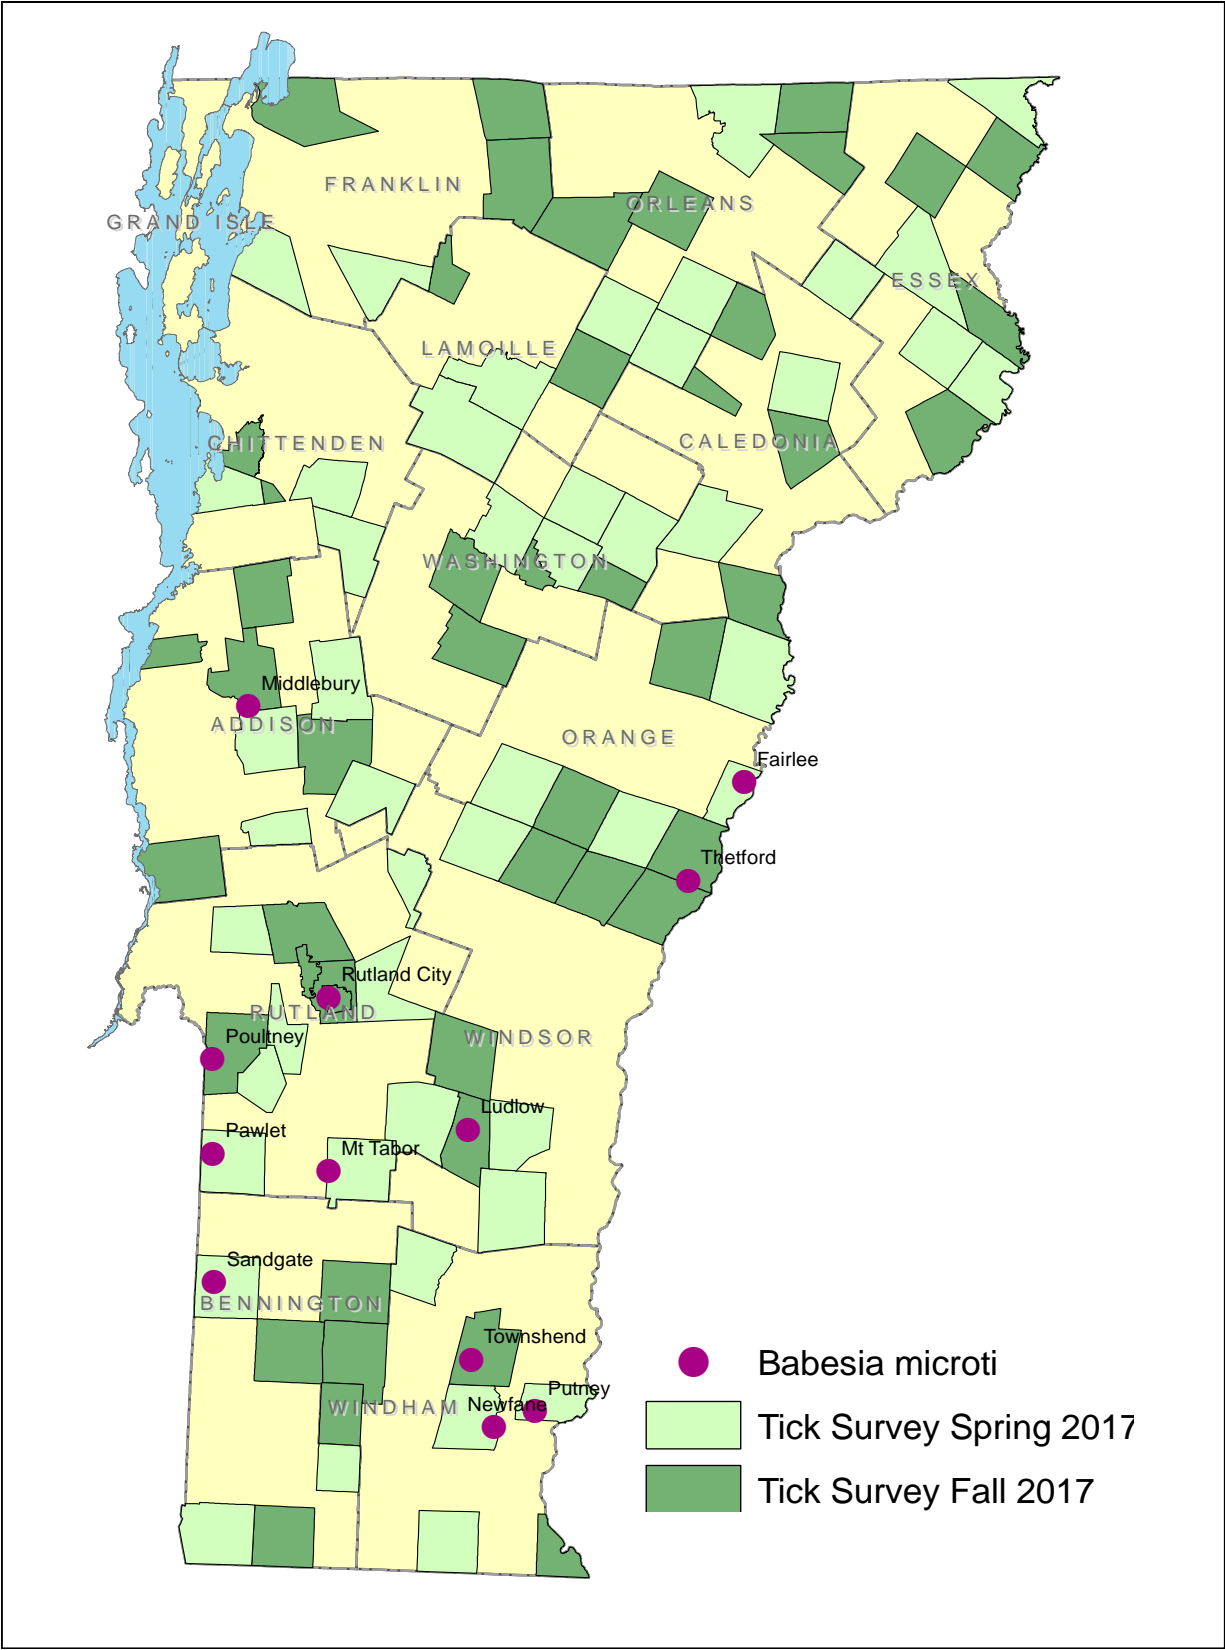 FRANKLIN
ORLEANS
GRAND ISLE
ESSEX
LAMOILLE
CHITTENDEN
CALEDONIA
WASHINGTON
Middlebury
ADDISON
ORANGE
Fairlee
Thetford
Rutland City
RUTLAND
Poultney
WINDSOR
Ludlow
Pawlet
Mt Tabor
Sandgate
BENNINGTON
Townshend
Putney
Newfane
WINDHAM
Babesia microti
Tick Survey Spring 2017
Tick Survey Fall 2017